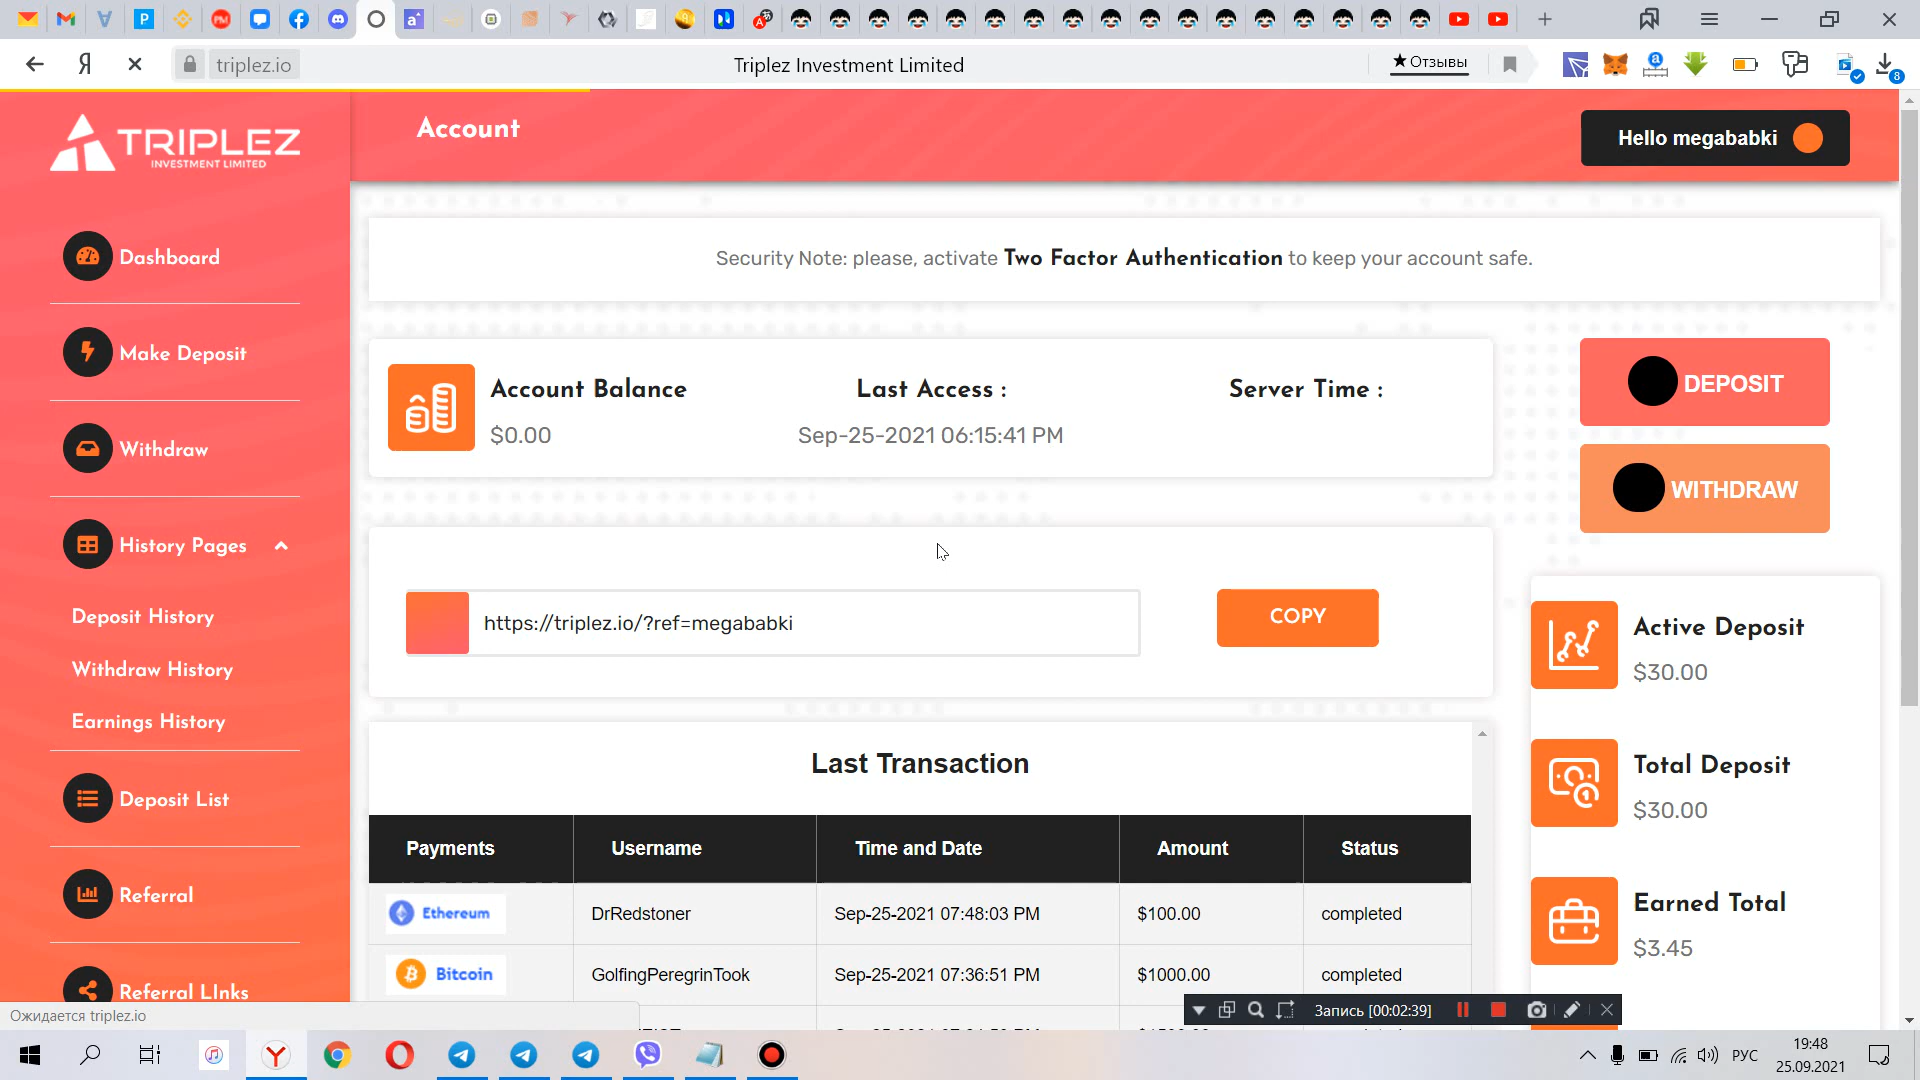 triplez.io
Triplez Investment Limited
★Отзывы
8
TRIPLEZ
INVESTMENT LIMITED
Account
Hello megababki
Dashboard
Make Deposit
Withdraw
History Pages
Deposit History
Withdraw History
Earnings History
Deposit List
Referral
Referral LInks
Security Note: please, activate Two Factor Authentication to keep your account safe.
Account Balance
$0.00
Last Access :
Sep-25-2021 06:15:41 PM
Server Time :
DEPOSIT
WITHDRAW
https://triplez.io/?ref=megababki
COPY
Active Deposit
$30.00
Total Deposit
$30.00
Earned Total
$3.45
Last Transaction
Payments Username Time and Date Amount Status
Ethereum DrRedstoner Sep-25-2021 07:48:03 PM $100.00 completed
Bitcoin GolfingPeregrinTook Sep-25-2021 07:36:51 PM $1000.00 completed
Ожидается triplez.io
Запись [00:02:39]
РУС
19:48
25.09.2021